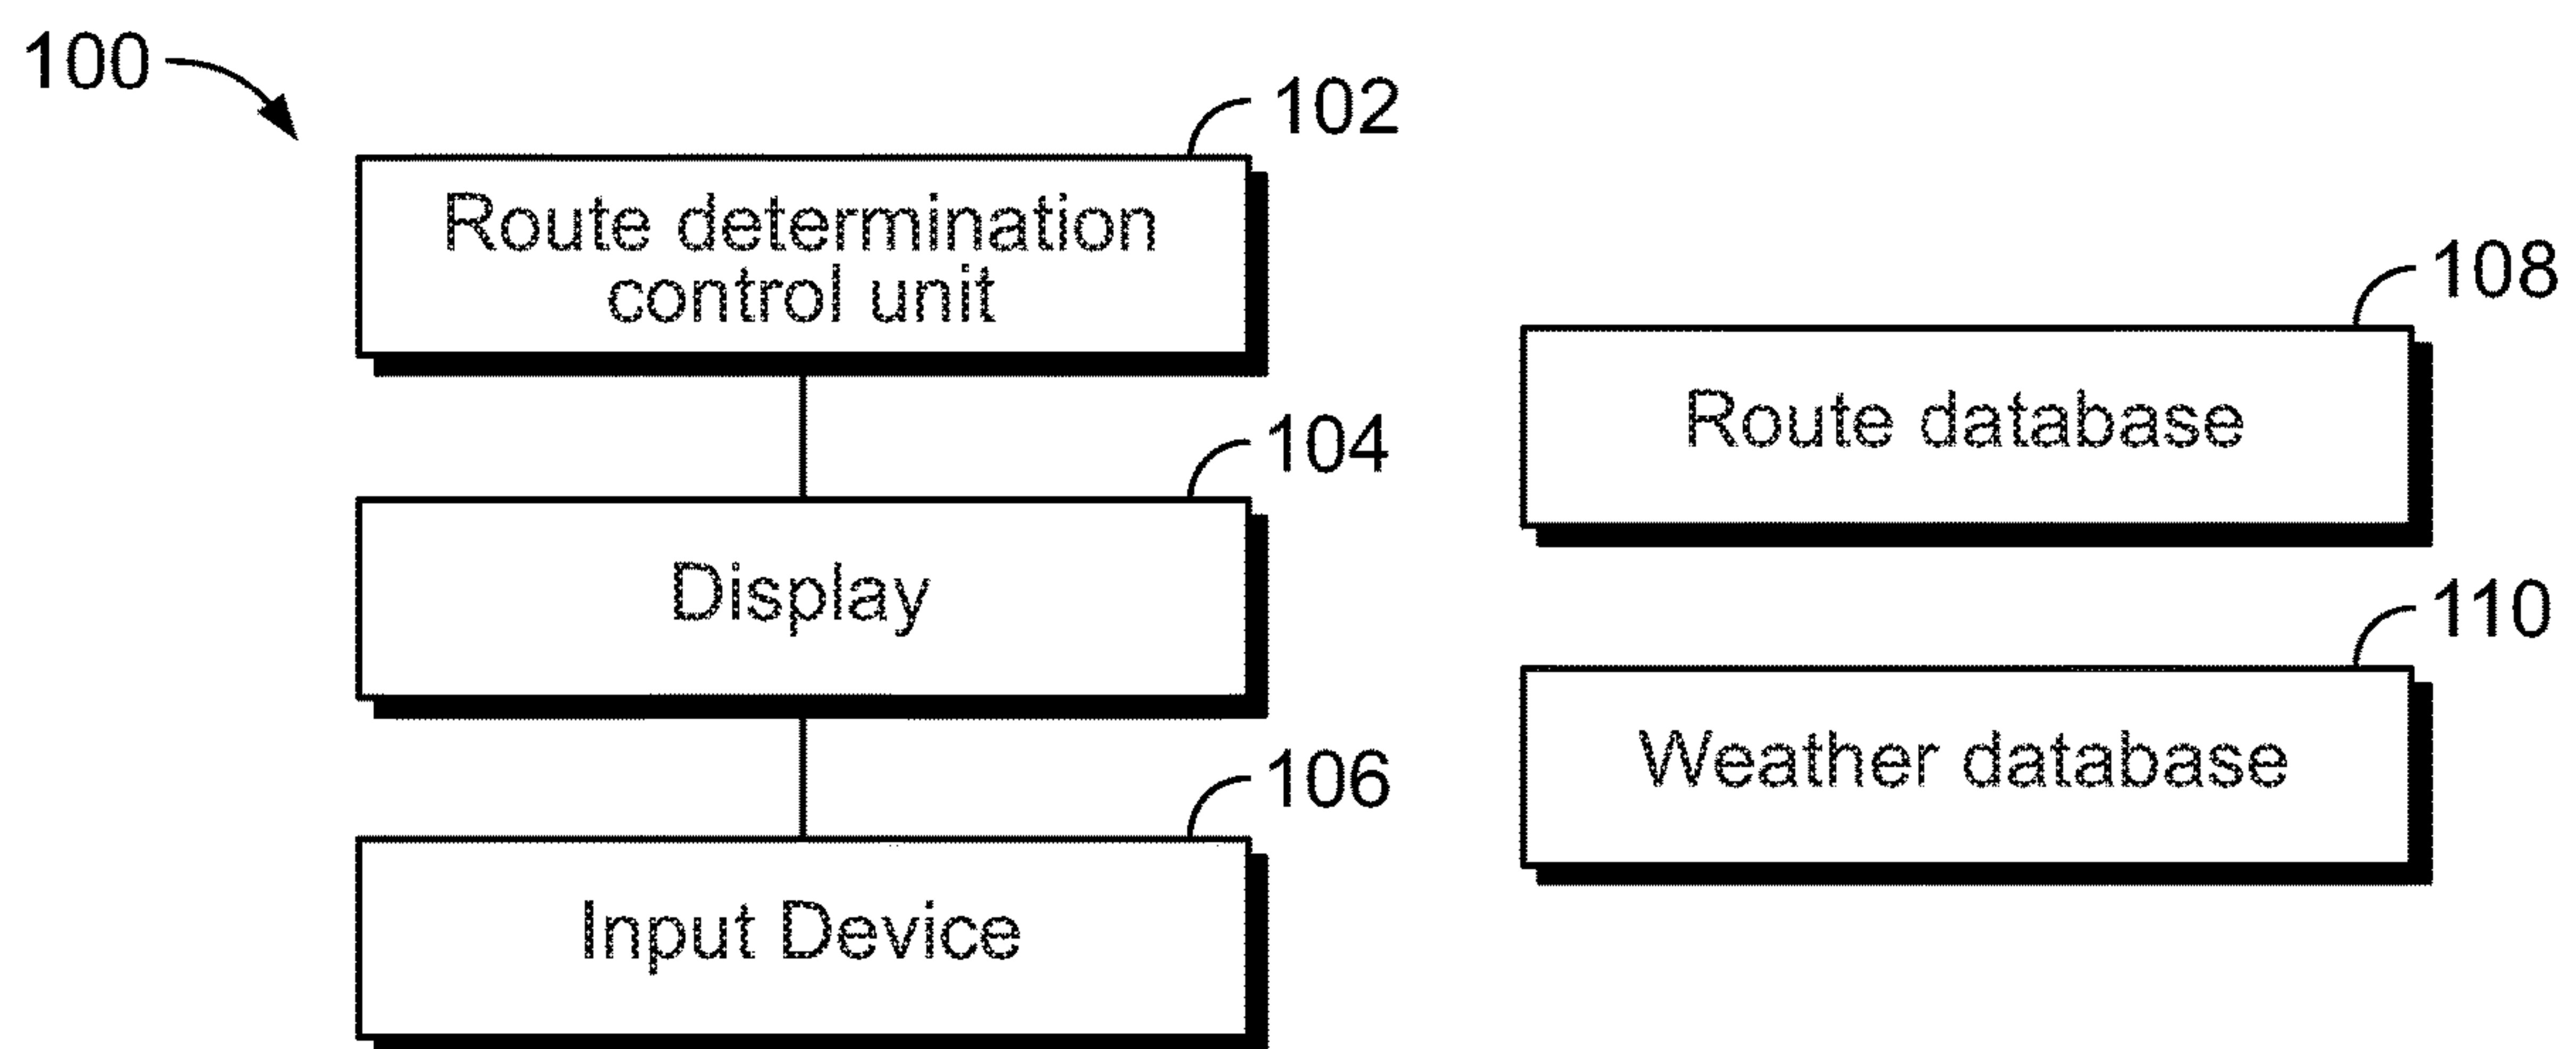 100
102
Route determination
control unit
108
Route database
104
Display
110
Weather database
106
Input Device